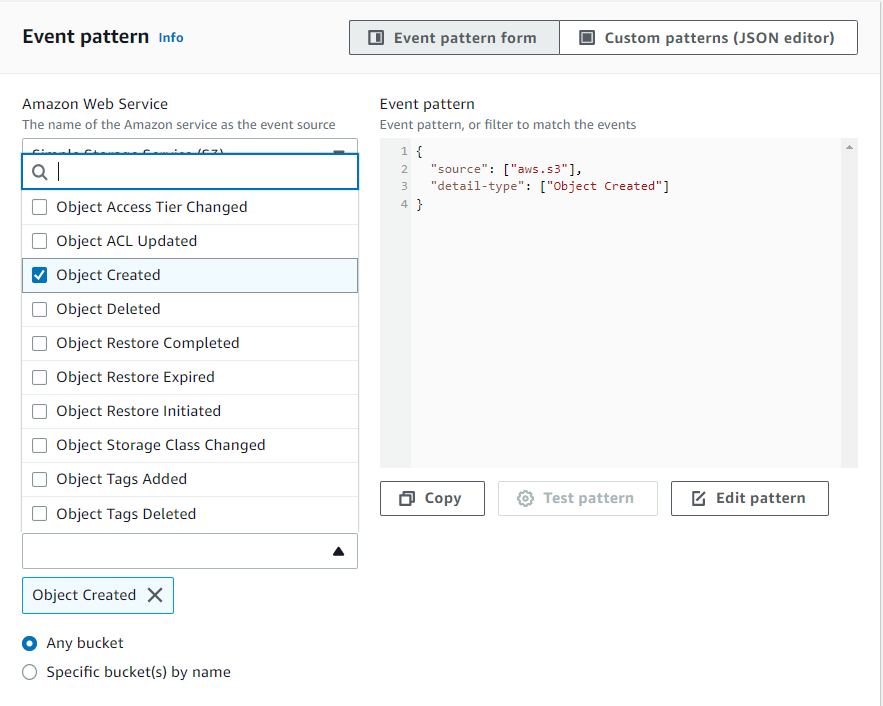 Event pattern Info
Event pattern form
Custom patterns (JSON editor)
Amazon Web Service
The name of the Amazon service as the event source
Simple Storage Service (S3)
Object Access Tier Changed
Object ACL Updated
Object Created
Object Deleted
Object Restore Completed
Object Restore Expired
Object Restore Initiated
Object Storage Class Changed
Object Tags Added
Object Tags Deleted
Object Created
Any bucket
Specific bucket(s) by name
Event pattern
Event pattern, or filter to match the events
1 {
2 "source": ["aws.s3"],
3 "detail-type": ["Object Created"]
4 }
Copy
Test pattern
Edit pattern